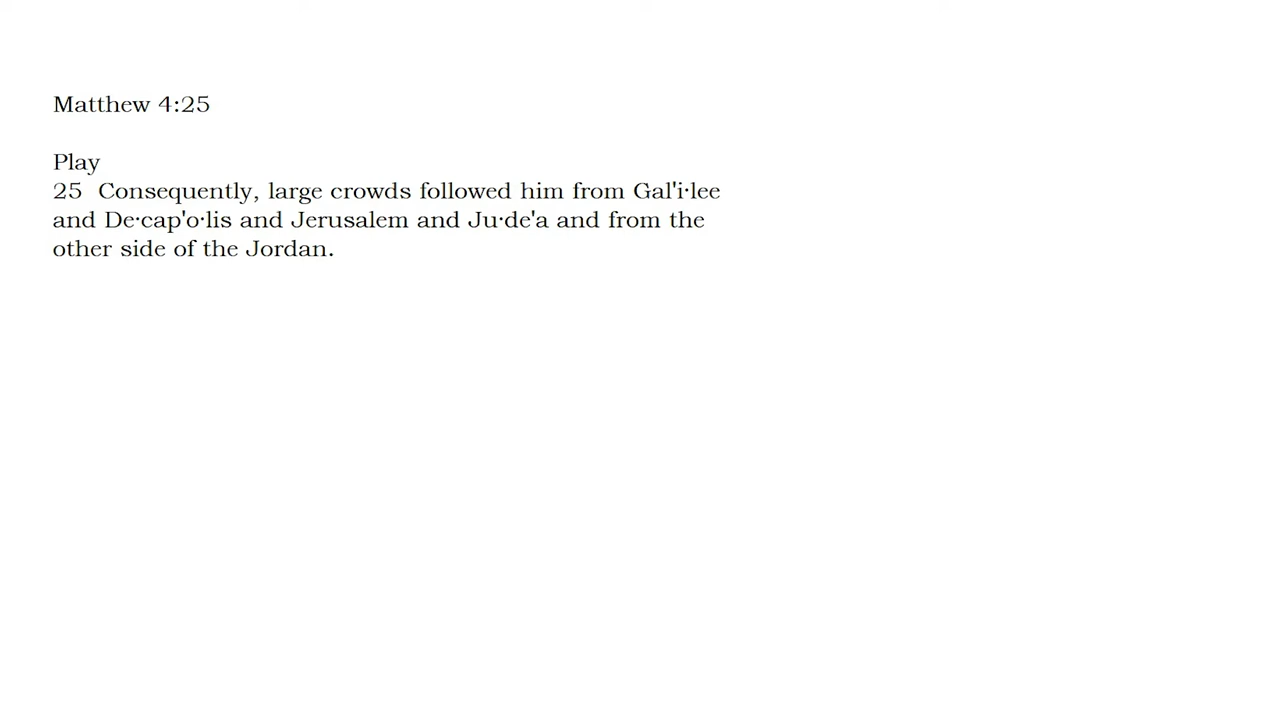 Matthew 4:25
Play
25  Consequently, large crowds followed him from Gal'i·lee
and De·cap'o·lis and Jerusalem and Ju·de'a and from the
other side of the Jordan.